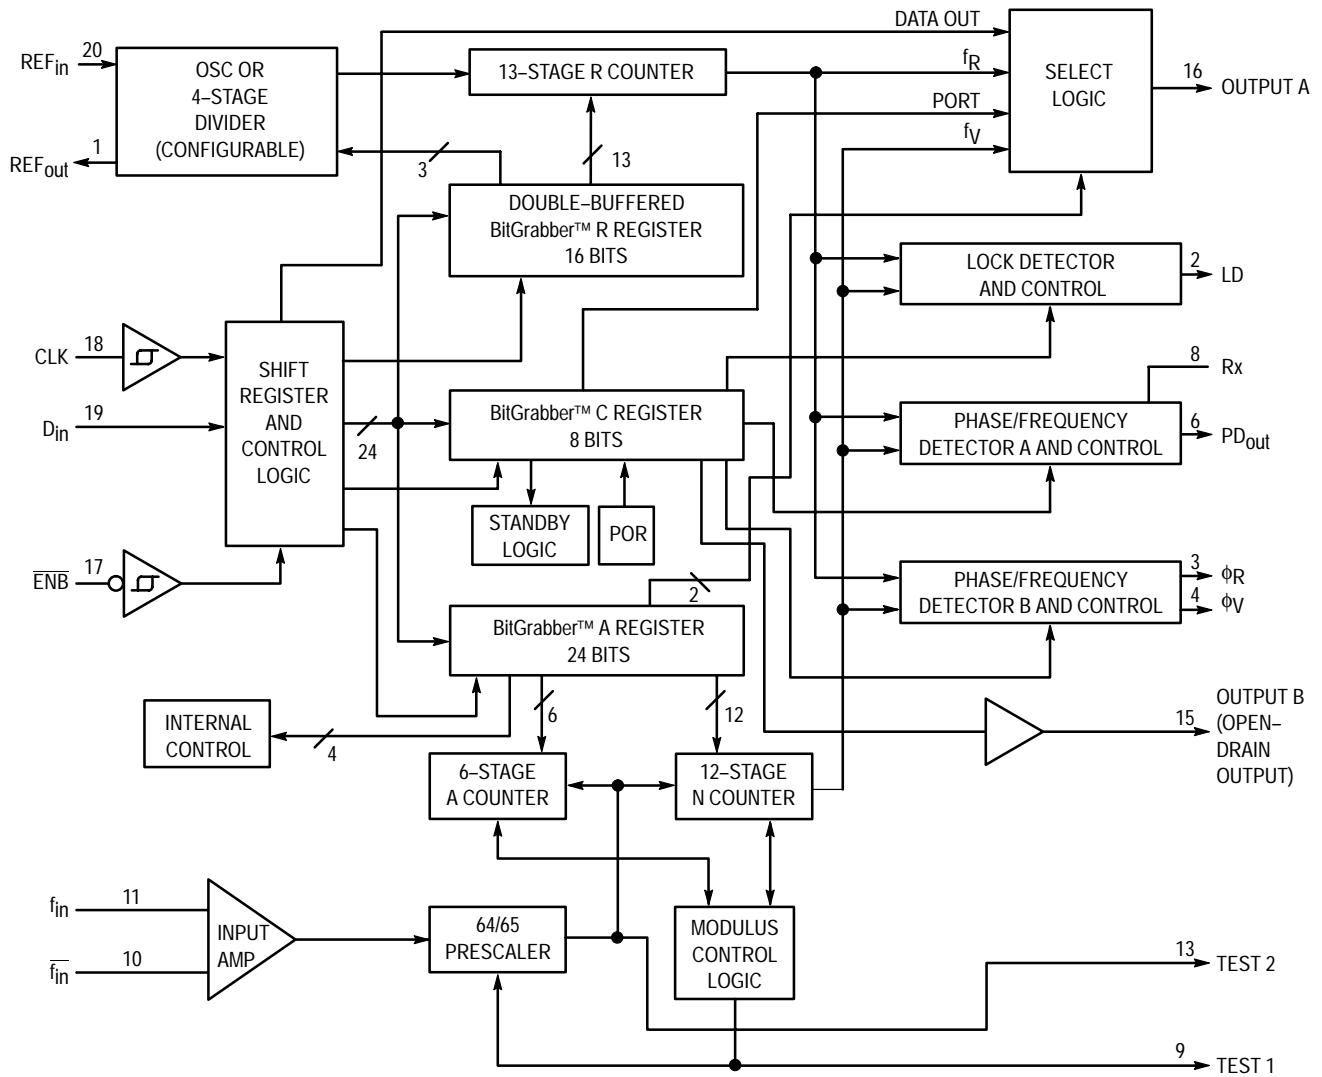 DATA OUT
20
REFin
OSC OR
4–STAGE
DIVIDER
(CONFIGURABLE)
1
REFout
13–STAGE R COUNTER
fR
PORT
fV
SELECT
LOGIC
16
OUTPUT A
3
13
DOUBLE–BUFFERED
BitGrabber™ R REGISTER
16 BITS
LOCK DETECTOR
AND CONTROL
2
LD
CLK
18
Din
19
SHIFT
REGISTER
AND
CONTROL
LOGIC
24
BitGrabber™ C REGISTER
8 BITS
8
Rx
PHASE/FREQUENCY
DETECTOR A AND CONTROL
6
PDout
STANDBY
LOGIC
POR
E̅N̅B̅
17
2
PHASE/FREQUENCY
DETECTOR B AND CONTROL
3
ϕR
4
ϕV
BitGrabber™ A REGISTER
24 BITS
INTERNAL
CONTROL
4
6
12
15
OUTPUT B
(OPEN–
DRAIN
OUTPUT)
6–STAGE
A COUNTER
12–STAGE
N COUNTER
fin
11
fin
10
INPUT
AMP
64/65
PRESCALER
MODULUS
CONTROL
LOGIC
13
TEST 2
9
TEST 1